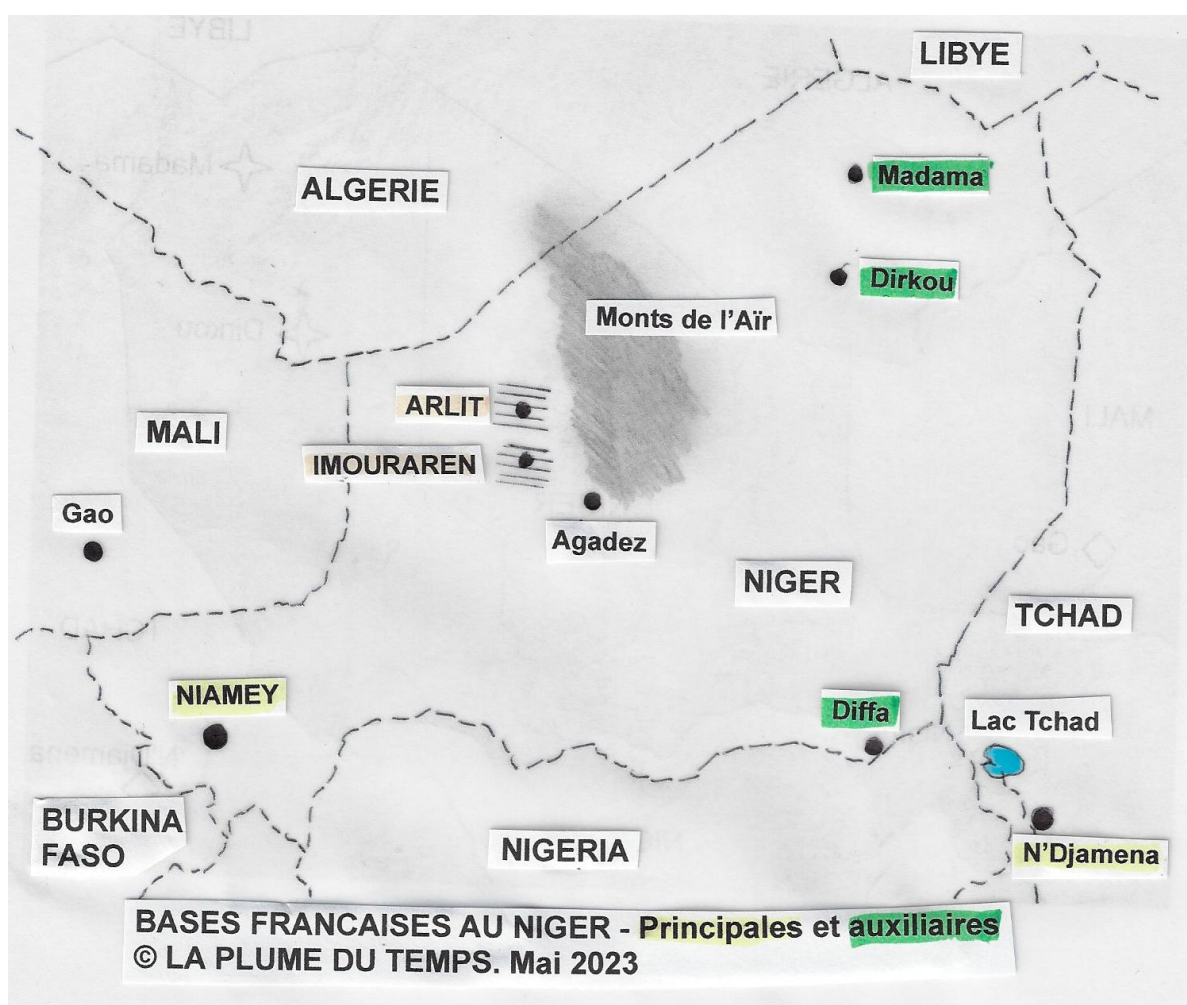 LIBYE
Madama
ALGERIE
Dirkou
Monts de l'Aïr
ARLIT
MALI
IMOURAREN
Gao
Agadez
NIGER
TCHAD
NIAMEY
Diffa
Lac Tchad
BURKINA
FASO
NIGERIA
N'Djamena
BASES FRANCAISES AU NIGER - Principales et auxiliaires
© LA PLUME DU TEMPS. Mai 2023